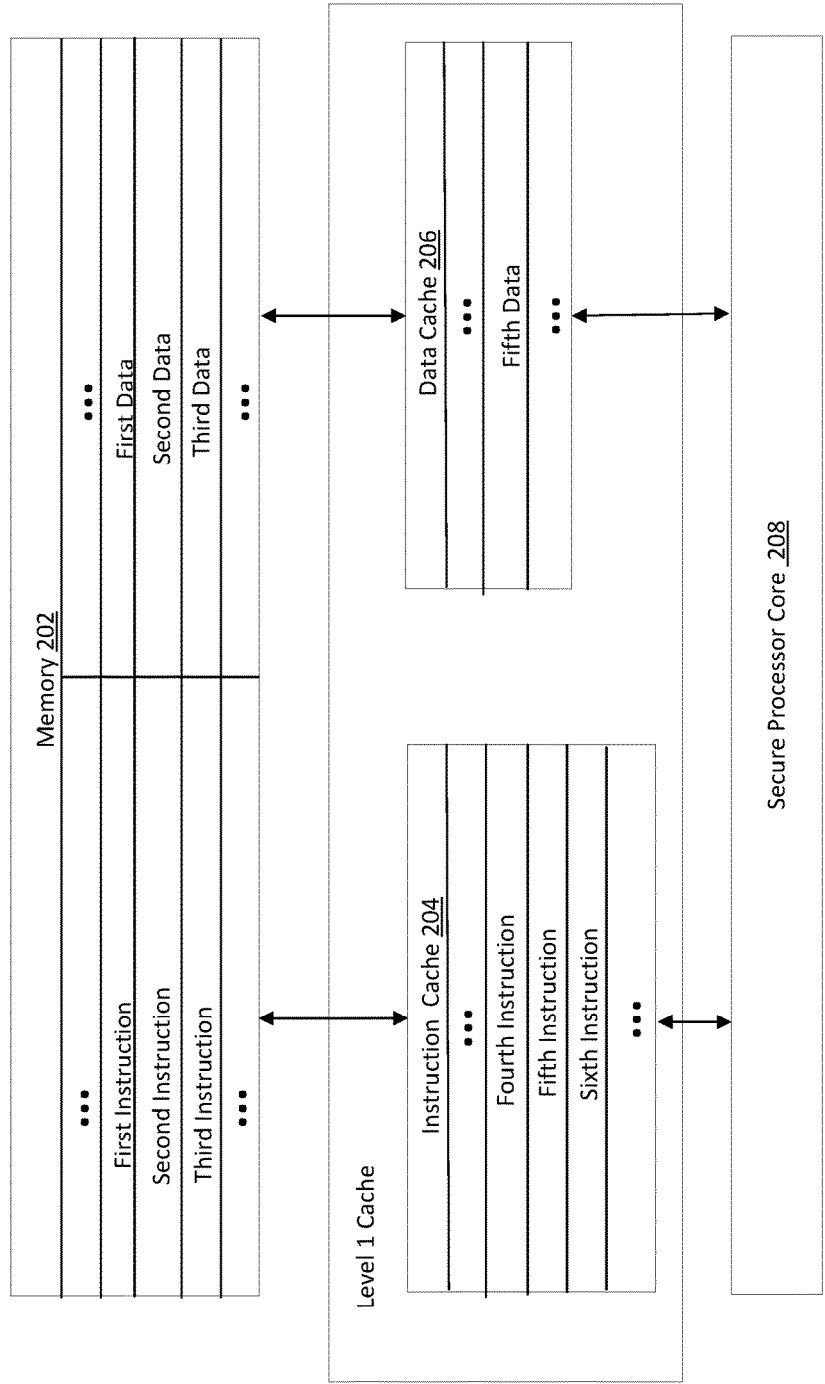 Memory 202
•••
First Instruction
Second Instruction
Third Instruction
•••
•••
First Data
Second Data
Third Data
•••
Level 1 Cache
Instruction Cache 204
•••
Fourth Instruction
Fifth Instruction
Sixth Instruction
•••
Data Cache 206
•••
Fifth Data
•••
Secure Processor Core 208